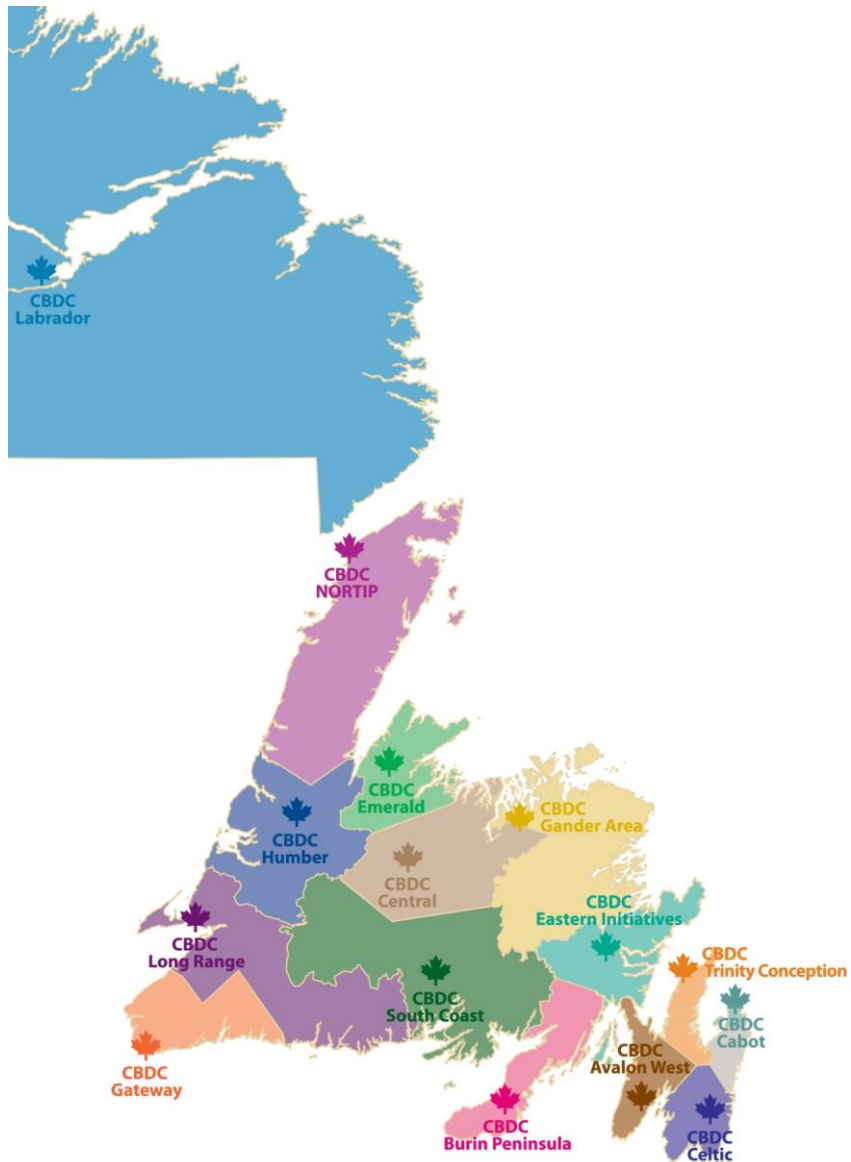 CBDC
Labrador
CBDC
NORTIP
CBDC
Emerald
CBDC
Humber
CBDC
Gander Area
CBDC
Central
CBDC
Eastern Initiatives
CBDC
Long Range
CBDC
Trinity Conception
CBDC
South Coast
CBDC
Cabot
CBDC
Avalon West
CBDC
Gateway
CBDC
Burin Peninsula
CBDC
Celtic